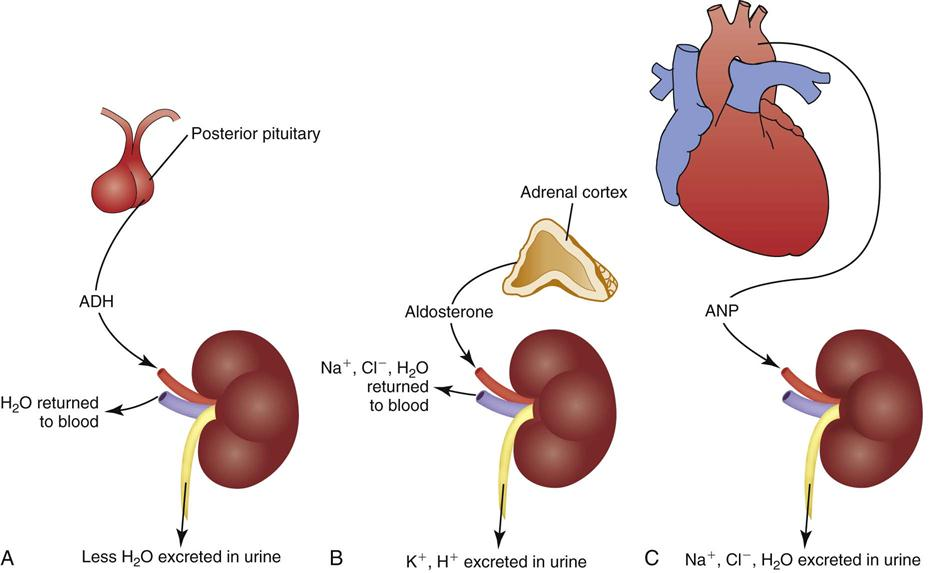 Posterior pituitary
ADH
H₂O returned
to blood
A
Less H₂O excreted in urine
Adrenal cortex
Aldosterone
Na⁺, Cl⁻, H₂O
returned
to blood
B
K⁺, H⁺ excreted in urine
ANP
C
Na⁺, Cl⁻, H₂O excreted in urine